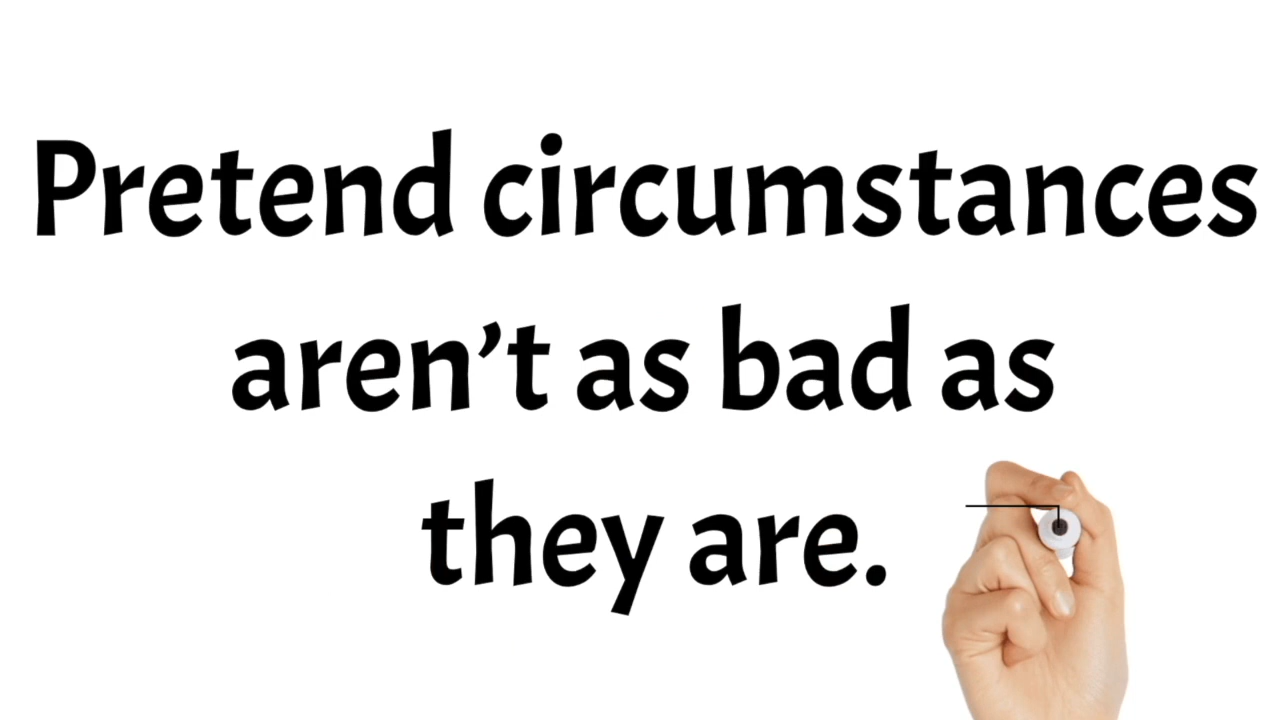 Pretend circumstances
aren’t as bad as
they are.